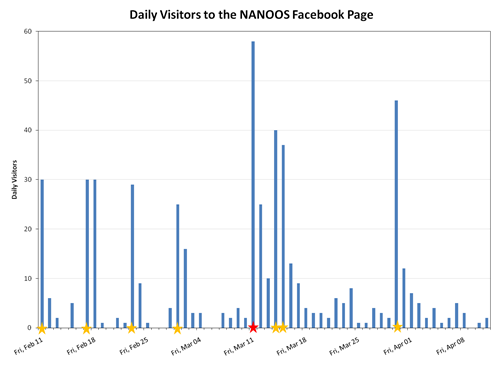 Daily Visitors to the NANOOS Facebook Page
60
50
40
30
20
10
0
Daily Visitors
Fri, Feb 11
Fri, Feb 18
Fri, Feb 25
Fri, Mar 04
Fri, Mar 11
Fri, Mar 18
Fri, Mar 25
Fri, Apr 01
Fri, Apr 08